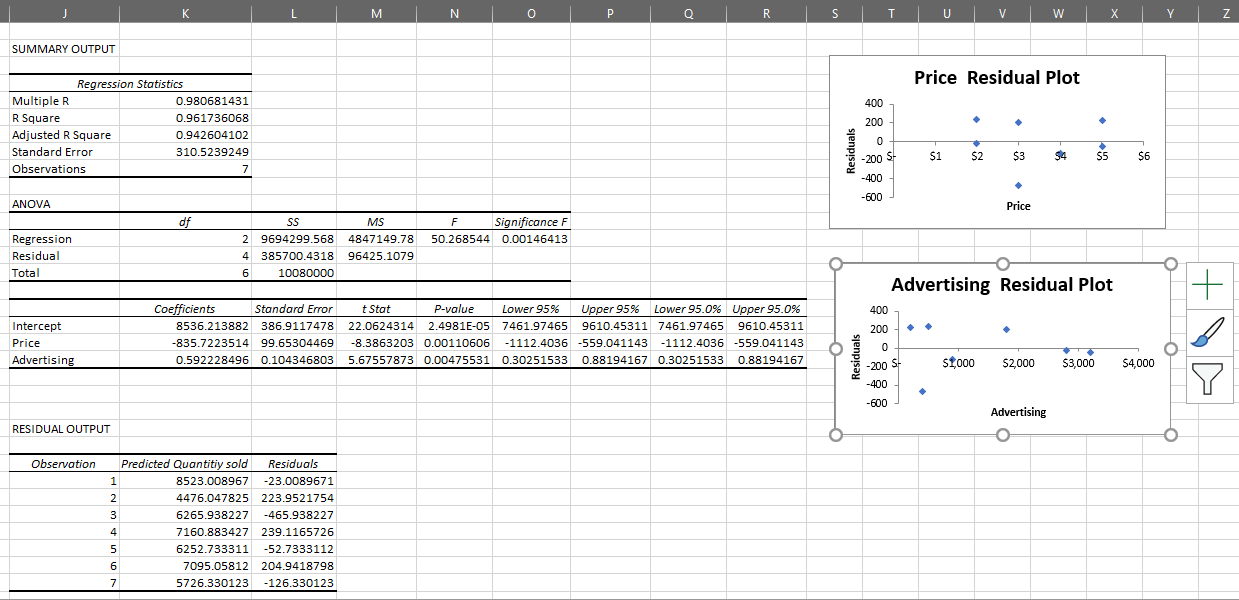 J K L M N O P Q R S T U V W X Y Z
SUMMARY OUTPUT
Regression Statistics
Multiple R 0.980681431
R Square 0.961736068
Adjusted R Square 0.942604102
Standard Error 310.5239249
Observations 7
ANOVA
df SS MS F Significance F
Regression 2 9694299.568 4847149.78 50.268544 0.00146413
Residual 4 385700.4318 96425.1079
Total 6 10080000
Coefficients Standard Error t Stat P-value Lower 95% Upper 95% Lower 95.0% Upper 95.0%
Intercept 8536.213882 386.9117478 22.0624314 2.4981E-05 7461.97465 9610.45311 7461.97465 9610.45311
Price -835.7223514 99.65304469 -8.3863203 0.00110606 -1112.4036 -559.041143 -1112.4036 -559.041143
Advertising 0.592228496 0.104346803 5.67557873 0.00475531 0.30251533 0.88194167 0.30251533 0.88194167
RESIDUAL OUTPUT
Observation Predicted Quantitiy sold Residuals
1 8523.008967 -23.0089671
2 4476.047825 223.9521754
3 6265.938227 -465.938227
4 7160.883427 239.1165726
5 6252.733311 -52.7333112
6 7095.05812 204.9418798
7 5726.330123 -126.330123
Price Residual Plot
400
200
0
-200
-400
-600
$- $1 $2 $3 $4 $5 $6
Residuals
Price
Advertising Residual Plot
400
200
0
-200
-400
-600
$- $1,000 $2,000 $3,000 $4,000
Residuals
Advertising